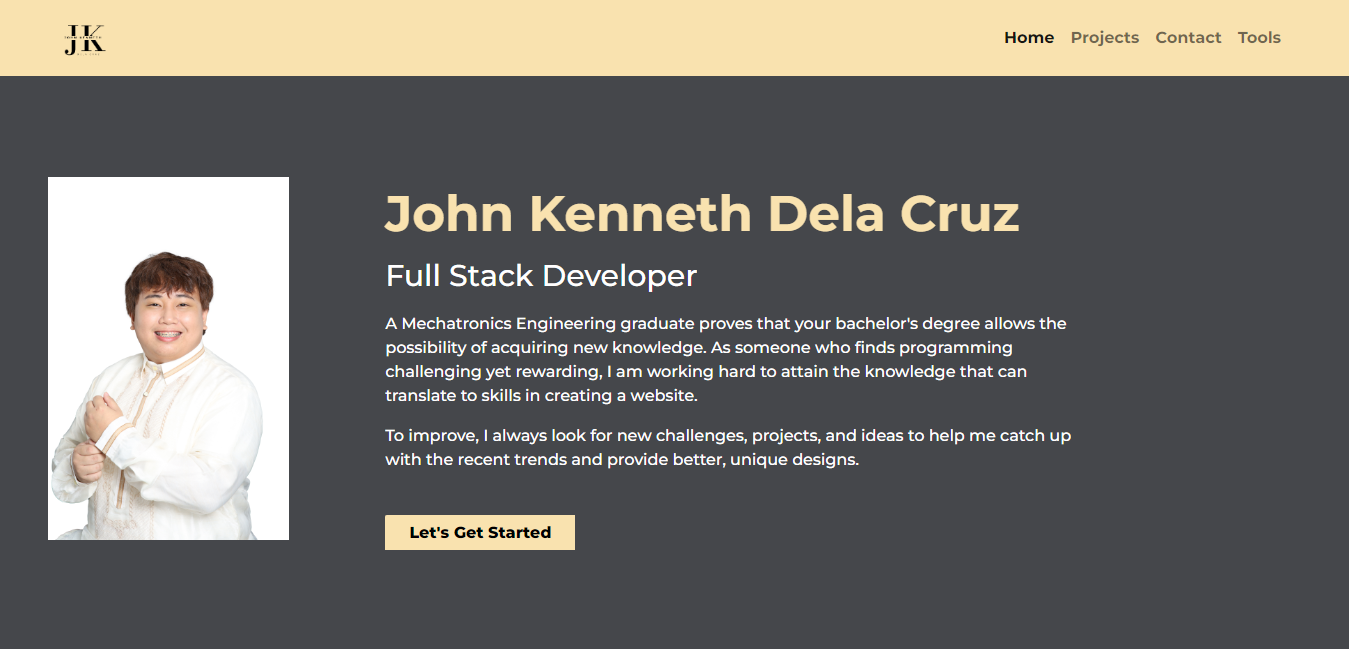 JK
Home Projects Contact Tools
John Kenneth Dela Cruz
Full Stack Developer
A Mechatronics Engineering graduate proves that your bachelor's degree allows the
possibility of acquiring new knowledge. As someone who finds programming
challenging yet rewarding, I am working hard to attain the knowledge that can
translate to skills in creating a website.
To improve, I always look for new challenges, projects, and ideas to help me catch up
with the recent trends and provide better, unique designs.
Let's Get Started